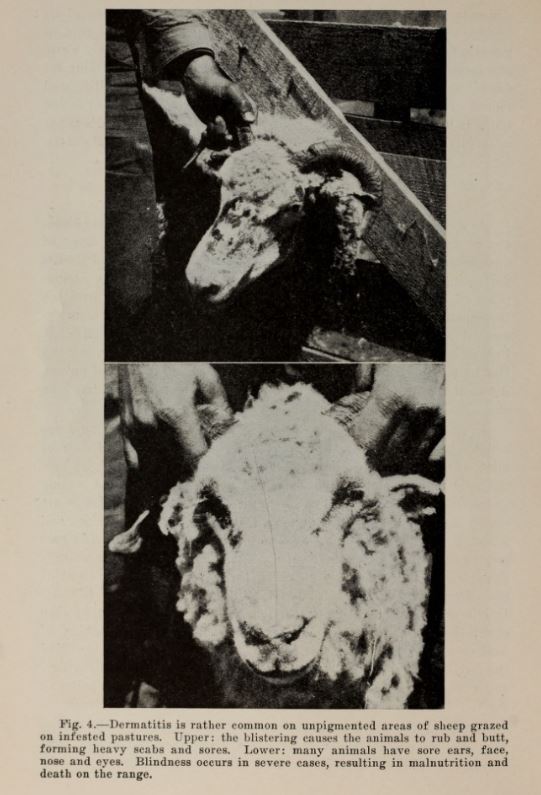 Fig. 4.—Dermatitis is rather common on unpigmented areas of sheep grazed
on infested pastures. Upper: the blistering causes the animals to rub and butt,
forming heavy scabs and sores. Lower: many animals have sore ears, face,
nose and eyes. Blindness occurs in severe cases, resulting in malnutrition and
death on the range.